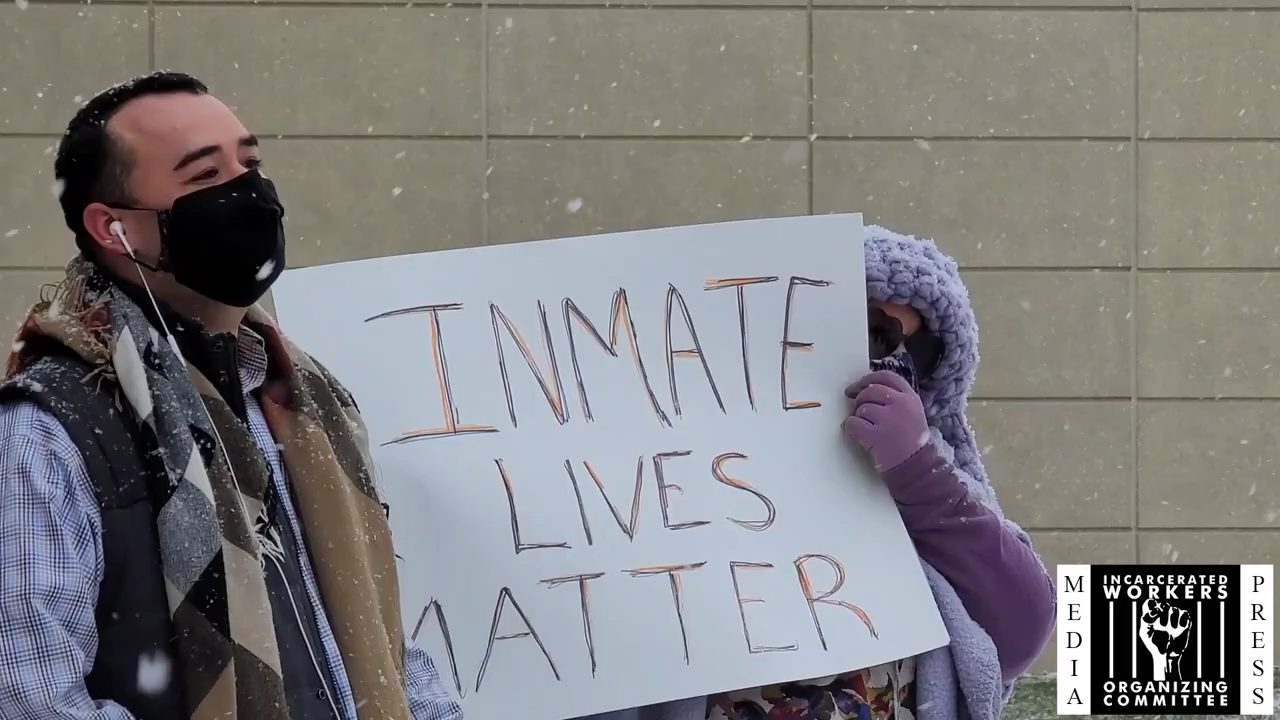 INMATE
LIVES
MATTER
MEDIA
INCARCERATED
WORKERS
ORGANIZING
COMMITTEE
PRESS